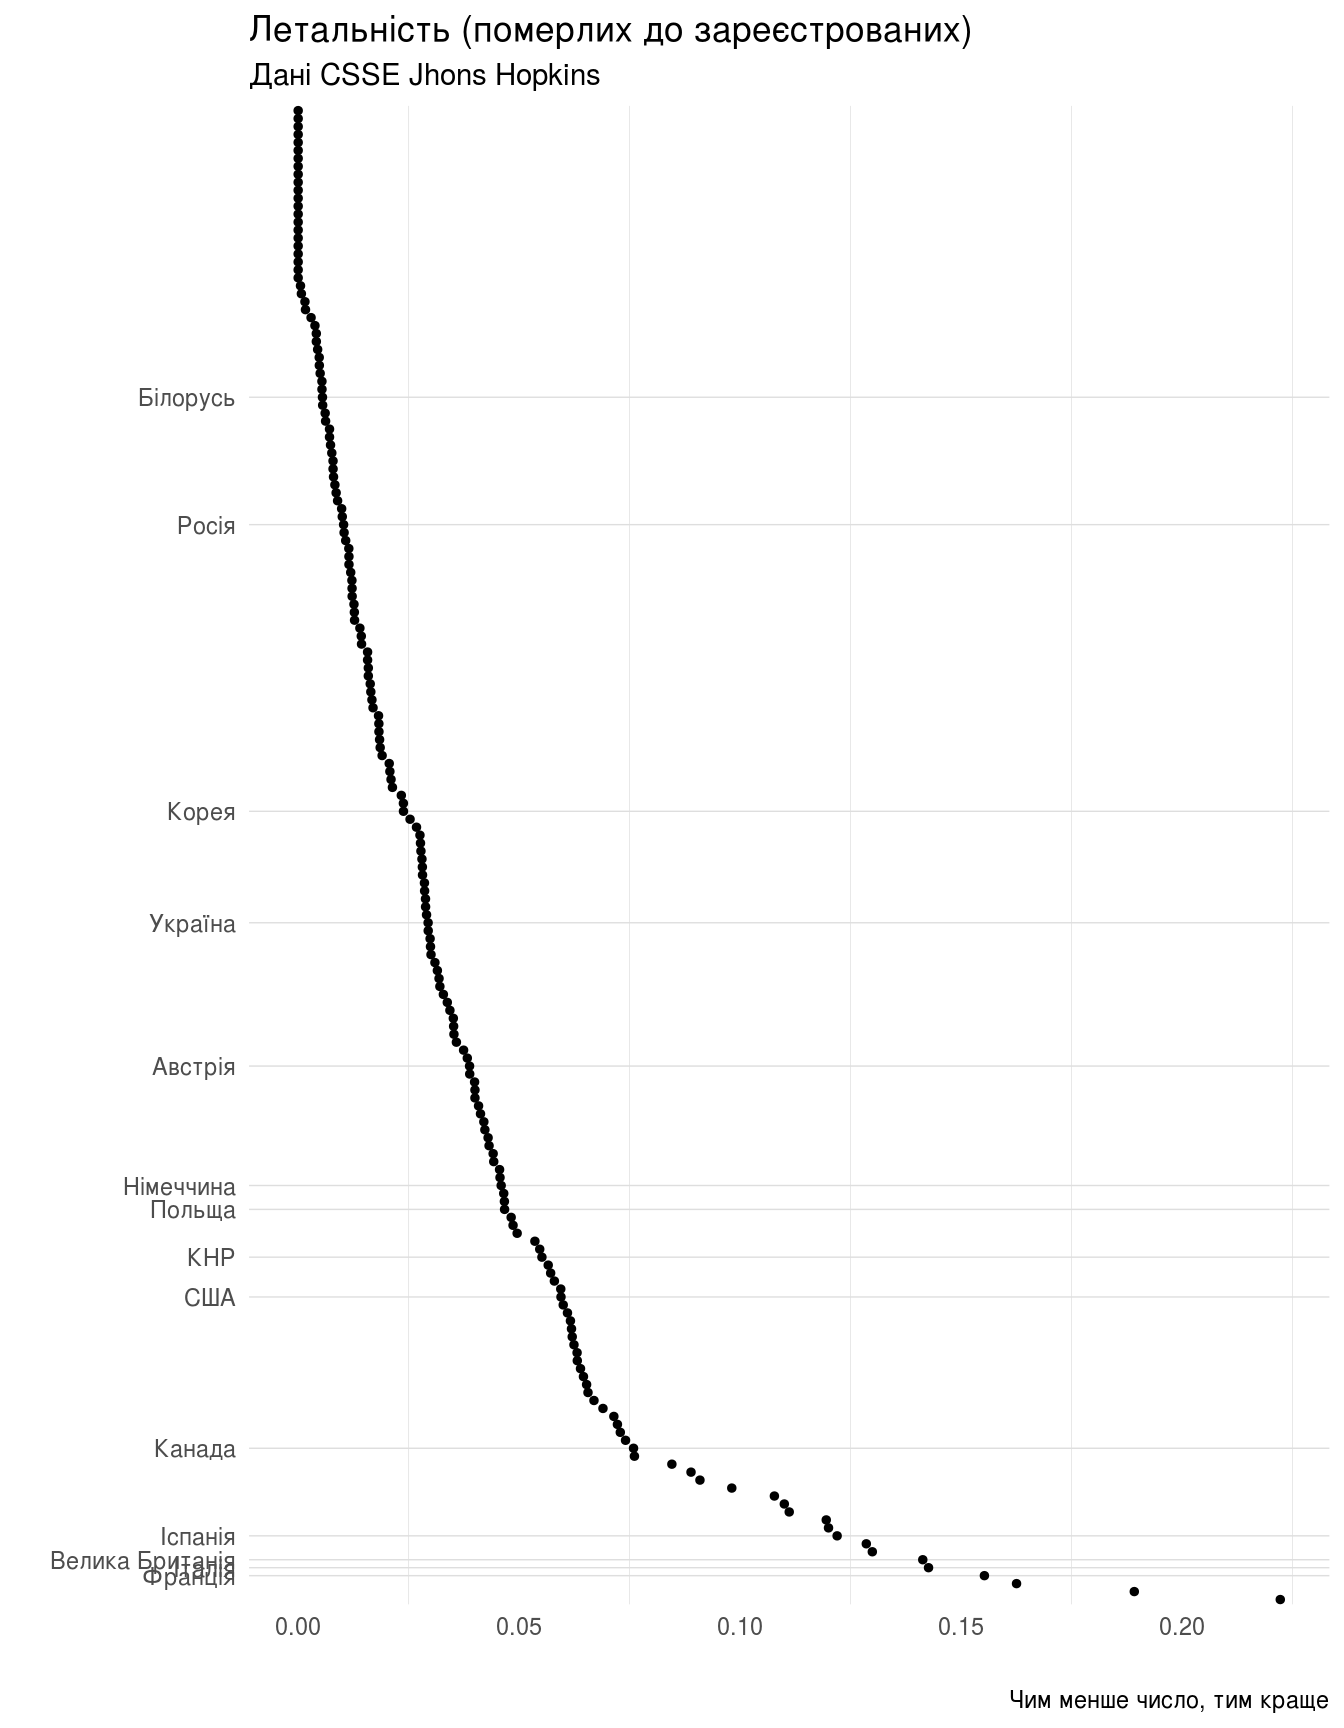 Летальність (померлих до зареєстрованих)
Дані CSSE Jhons Hopkins
Білорусь
Росія
Корея
Україна
Австрія
Німеччина
Польща
КНР
США
Канада
Іспанія
Велика Британія
Італія
Франція
0.00 0.05 0.10 0.15 0.20
Чим менше число, тим краще